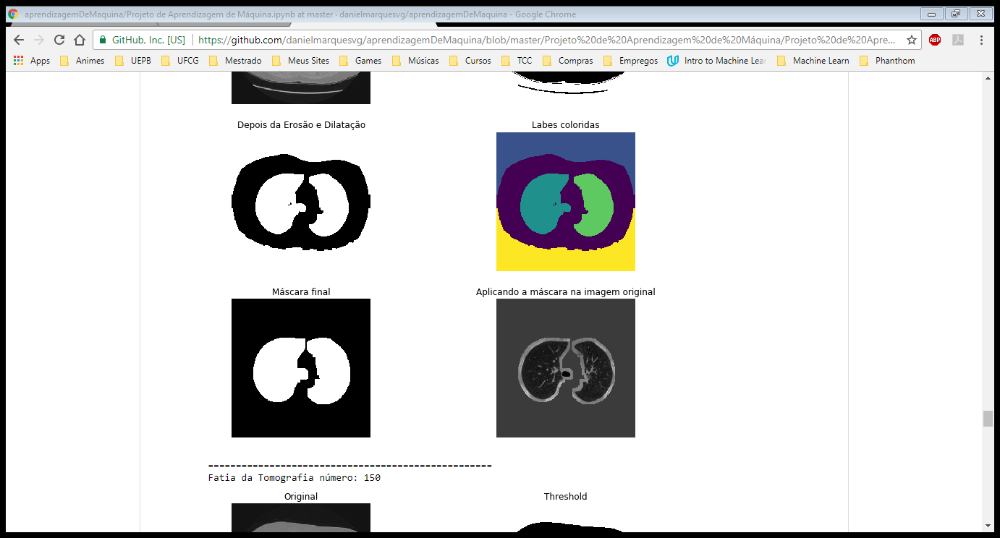 aprendizagemDeMaquina/Projeto de Aprendizagem de Máquina.ipynb at master · danielmarquesvg/aprendizagemDeMaquina - Google Chrome
GitHub, Inc. [US] | https://github.com/danielmarquesvg/aprendizagemDeMaquina/blob/master/Projeto%20de%20Aprendizagem%20de%20Máquina/Projeto%20de%20Apre... ABP
Apps Animes UEPB UFCG Mestrado Meus Sites Games Músicas Cursos TCC Compras Empregos Intro to Machine Lea Machine Learn Phanthom
Depois da Erosão e Dilatação Labes coloridas
Máscara final Aplicando a máscara na imagem original
====================================================
Fatia da Tomografia número: 150
Original Threshold